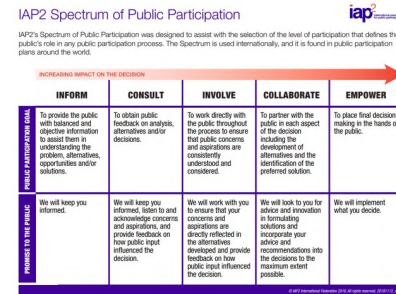 IAP2 Spectrum of Public Participation
iap2
IAP2's Spectrum of Public Participation was designed to assist with the selection of the level of participation that defines the
public's role in any public participation process. The Spectrum is used internationally, and it is found in public participation
plans around the world.
INCREASING IMPACT ON THE DECISION
INFORM
CONSULT
INVOLVE
COLLABORATE
EMPOWER
PUBLIC PARTICIPATION GOAL
To provide the public
with balanced and
objective information
to assist them in
understanding the
problem, alternatives,
opportunities and/or
solutions.
To obtain public
feedback on analysis,
alternatives and/or
decisions.
To work directly with
the public throughout
the process to ensure
that public concerns
and aspirations are
consistently
understood and
considered.
To partner with the
public in each aspect
of the decision
including the
development of
alternatives and the
identification of the
preferred solution.
To place final decision
making in the hands o
the public.
PROMISE TO THE PUBLIC
We will keep you
informed.
We will keep you
informed, listen to and
acknowledge concerns
and aspirations, and
provide feedback on
how public input
influenced the
decision.
We will work with you
to ensure that your
concerns and
aspirations are
directly reflected in
the alternatives
developed and provide
feedback on how
public input influenced
the decision.
We will look to you for
advice and innovation
in formulating
solutions and
incorporate your
advice and
recommendations into
the decisions to the
maximum extent
possible.
We will implement
what you decide.
© IAP2 International Federation 2018. All rights reserved.